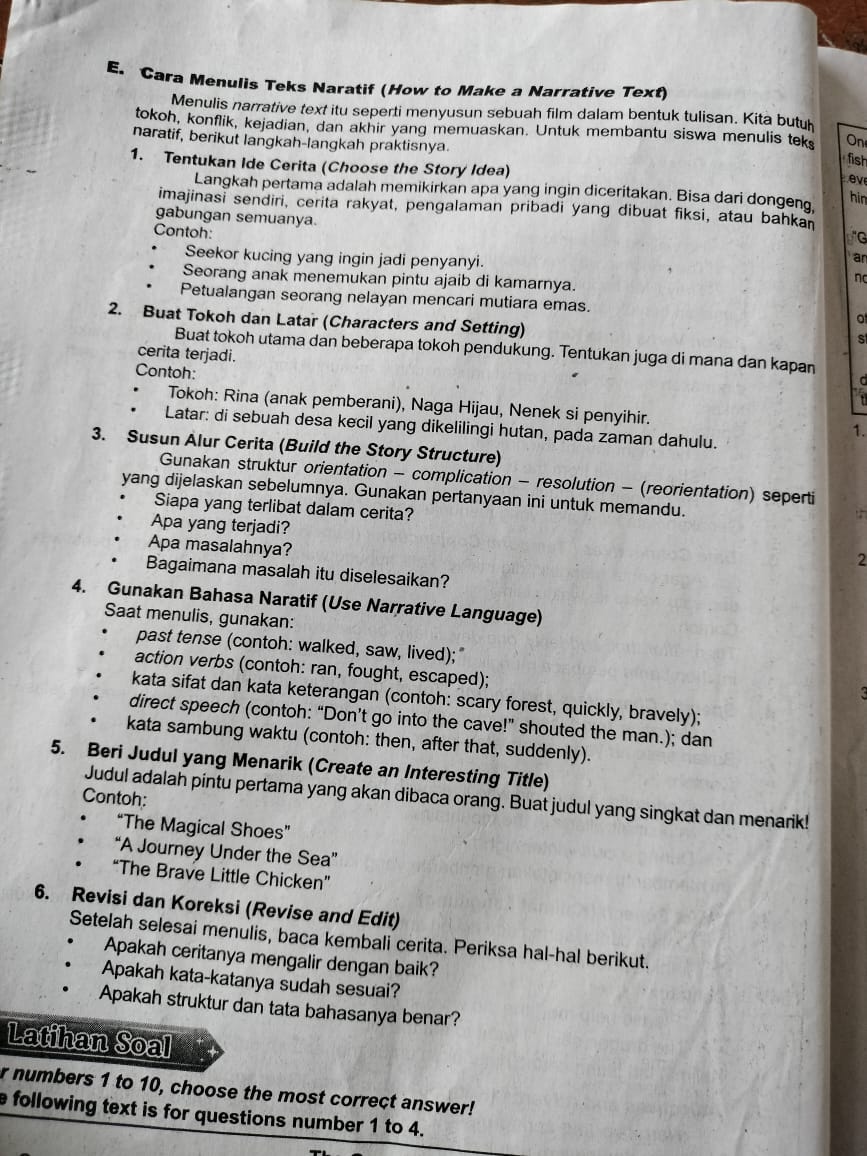 E. Cara Menulis Teks Naratif (How to Make a Narrative Text)
Menulis narrative text itu seperti menyusun sebuah film dalam bentuk tulisan. Kita butuh
tokoh, konflik, kejadian, dan akhir yang memuaskan. Untuk membantu siswa menulis teks
naratif, berikut langkah-langkah praktisnya.
1. Tentukan Ide Cerita (Choose the Story Idea)
Langkah pertama adalah memikirkan apa yang ingin diceritakan. Bisa dari dongeng,
imajinasi sendiri, cerita rakyat, pengalaman pribadi yang dibuat fiksi, atau bahkan
gabungan semuanya.
Contoh:
• Seekor kucing yang ingin jadi penyanyi.
• Seorang anak menemukan pintu ajaib di kamarnya.
• Petualangan seorang nelayan mencari mutiara emas.
2. Buat Tokoh dan Latar (Characters and Setting)
Buat tokoh utama dan beberapa tokoh pendukung. Tentukan juga di mana dan kapan
cerita terjadi.
Contoh:
• Tokoh: Rina (anak pemberani), Naga Hijau, Nenek si penyihir.
• Latar: di sebuah desa kecil yang dikelilingi hutan, pada zaman dahulu.
3. Susun Alur Cerita (Build the Story Structure)
Gunakan struktur orientation – complication – resolution – (reorientation) seperti
yang dijelaskan sebelumnya. Gunakan pertanyaan ini untuk memandu.
• Siapa yang terlibat dalam cerita?
• Apa yang terjadi?
• Apa masalahnya?
• Bagaimana masalah itu diselesaikan?
4. Gunakan Bahasa Naratif (Use Narrative Language)
Saat menulis, gunakan:
• past tense (contoh: walked, saw, lived);
• action verbs (contoh: ran, fought, escaped);
• kata sifat dan kata keterangan (contoh: scary forest, quickly, bravely);
• direct speech (contoh: "Don't go into the cave!" shouted the man.); dan
• kata sambung waktu (contoh: then, after that, suddenly).
5. Beri Judul yang Menarik (Create an Interesting Title)
Judul adalah pintu pertama yang akan dibaca orang. Buat judul yang singkat dan menarik!
Contoh:
• "The Magical Shoes"
• "A Journey Under the Sea"
• "The Brave Little Chicken"
6. Revisi dan Koreksi (Revise and Edit)
Setelah selesai menulis, baca kembali cerita. Periksa hal-hal berikut.
• Apakah ceritanya mengalir dengan baik?
• Apakah kata-katanya sudah sesuai?
• Apakah struktur dan tata bahasanya benar?
Latihan Soal
r numbers 1 to 10, choose the most correct answer!
e following text is for questions number 1 to 4.
1.
2